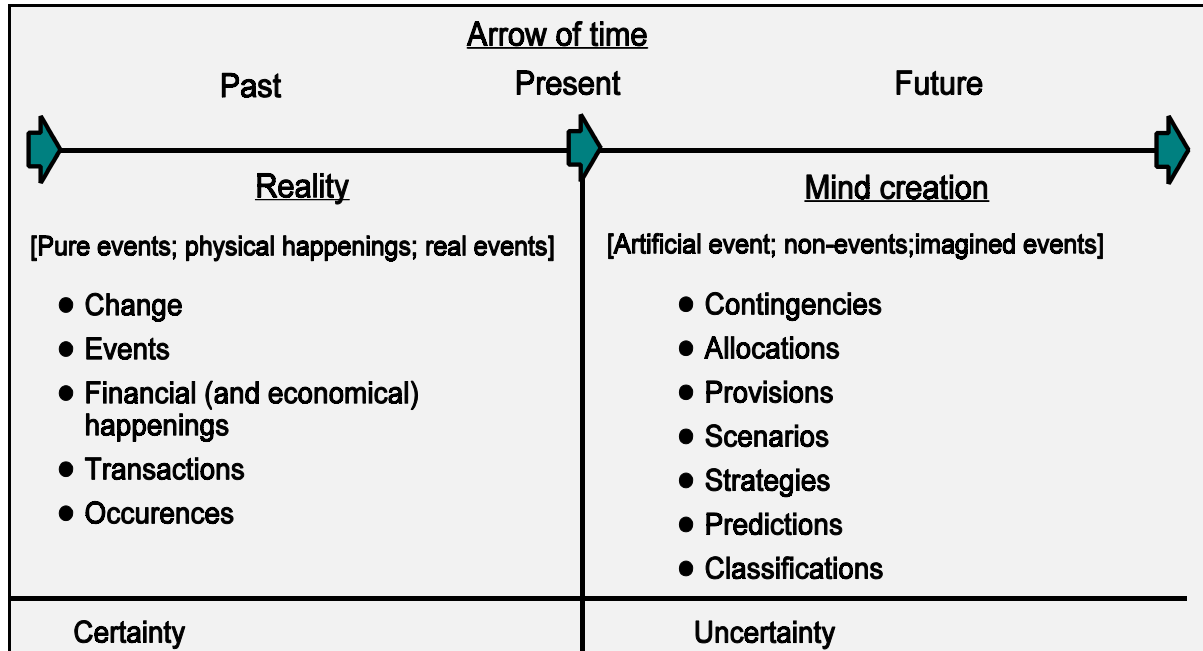 Arrow of time
Past Present Future
Reality
Mind creation
[Pure events; physical happenings; real events]
[Artificial event; non-events;imagined events]
● Change
● Events
● Financial (and economical)
happenings
● Transactions
● Occurences
● Contingencies
● Allocations
● Provisions
● Scenarios
● Strategies
● Predictions
● Classifications
Certainty
Uncertainty